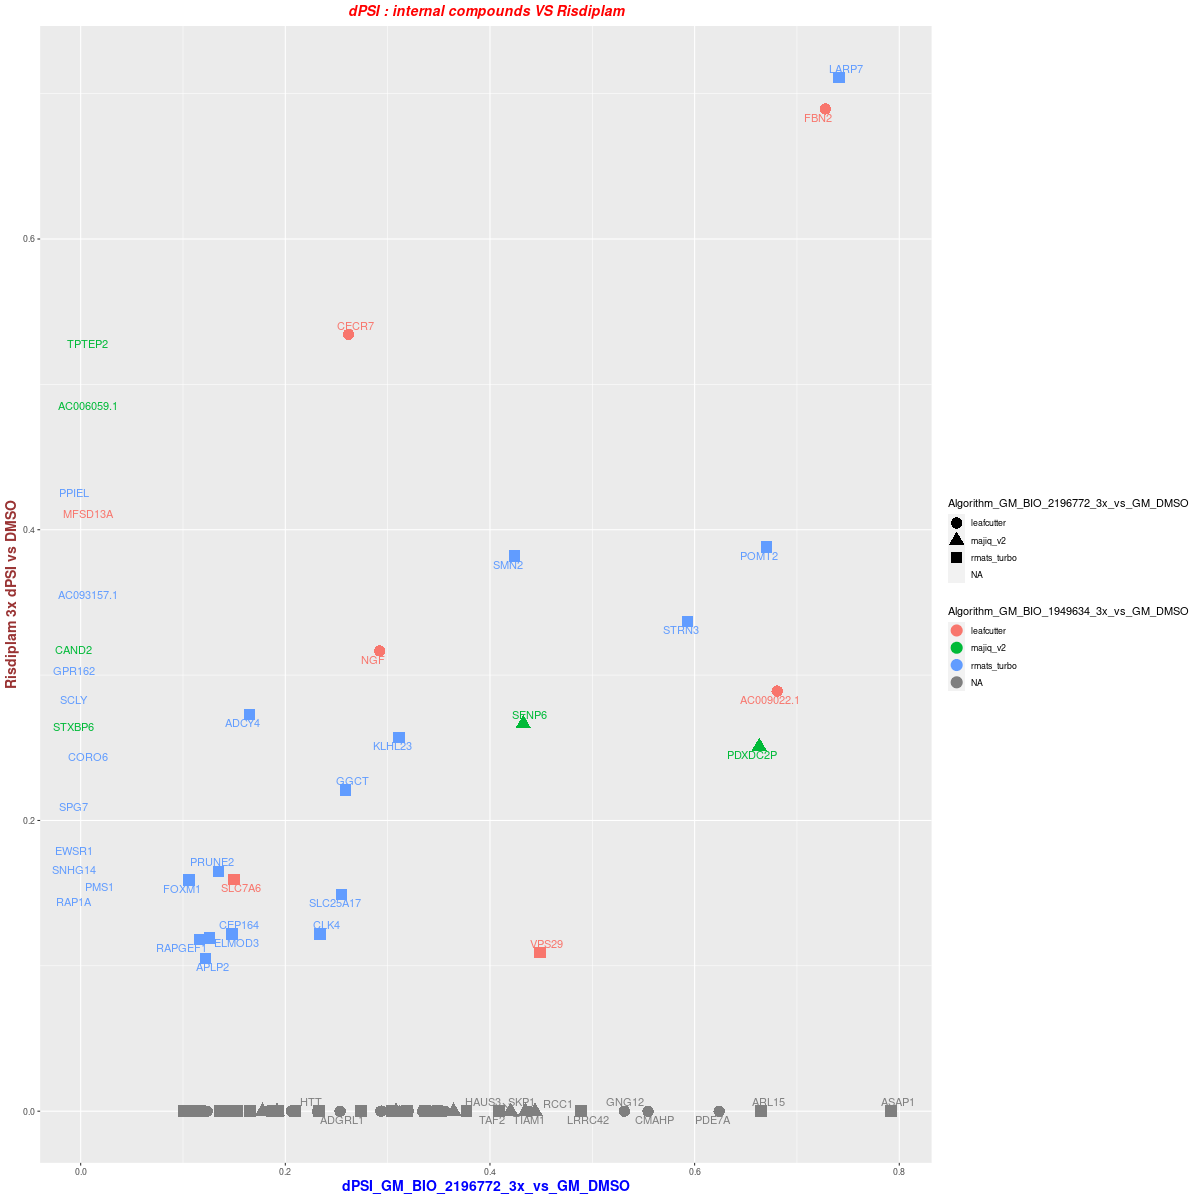 dPSI : internal compounds VS Risdiplam
LARP7
FBN2
0.6
CECR7
TPTEP2
AC006059.1
PPIEL
MFSD13A
0.4
SMN2
POMT2
AC093157.1
STRN3
CAND2
NGF
GPR162
SCLY
AC009022.1
STXBP6
ADCY4
SENP6
KLHL23
PDXDC2P
CORO6
GGCT
SPG7
0.2
EWSR1
PRUNE2
SNHG14
PMS1
FOXM1
SLC7A6
RAP1A
SLC25A17
CEP164
CLK4
RAPGEF1
ELMOD3
VPS29
APLP2
0.0
HTT
ADGRL1
HAUS3
TAF2
SKP1
TIAM1
RCC1
LRRC42
GNG12
CMAHP
PDE7A
ARL15
ASAP1
0.0
0.2
0.4
0.6
0.8
dPSI_GM_BIO_2196772_3x_vs_GM_DMSO
Risdiplam 3x dPSI vs DMSO
Algorithm_GM_BIO_2196772_3x_vs_GM_DMSO
leafcutter
majiq_v2
rmats_turbo
NA
Algorithm_GM_BIO_1949634_3x_vs_GM_DMSO
leafcutter
majiq_v2
rmats_turbo
NA